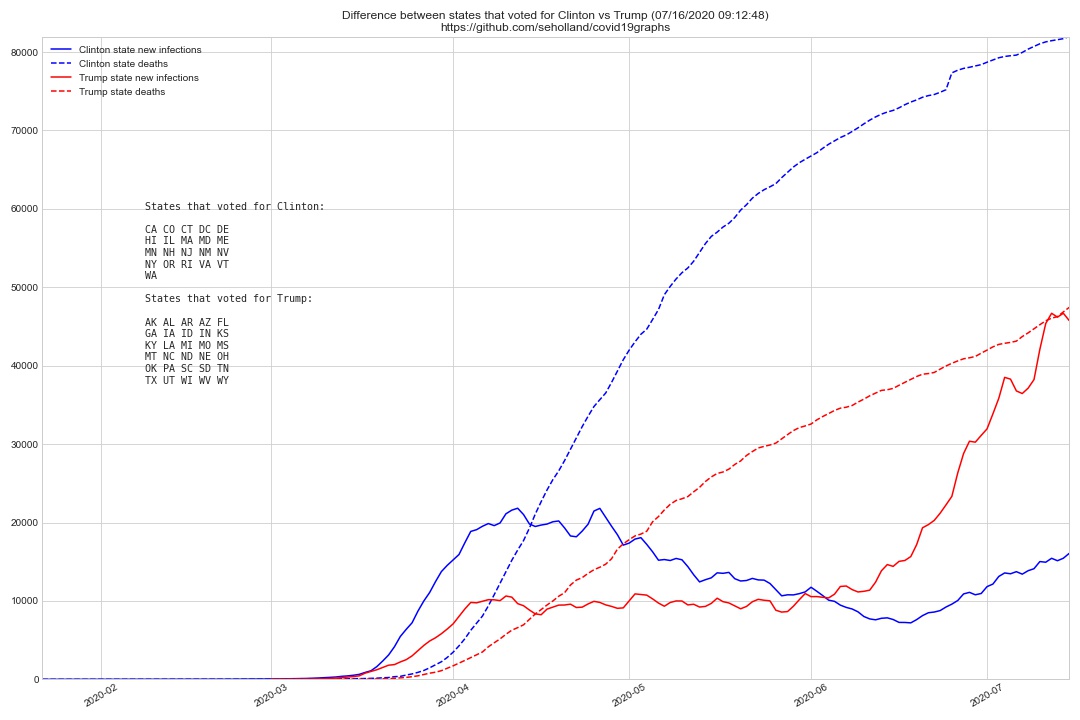 Difference between states that voted for Clinton vs Trump (07/16/2020 09:12:48)
https://github.com/seholland/covid19graphs
Clinton state new infections
Clinton state deaths
Trump state new infections
Trump state deaths
80000
70000
60000
50000
40000
30000
20000
10000
0
States that voted for Clinton:
CA CO CT DC DE
HI IL MA MD ME
MN NH NJ NM NV
NY OR RI VA VT
WA
States that voted for Trump:
AK AL AR AZ FL
GA IA ID IN KS
KY LA MI MO MS
MT NC ND NE OH
OK PA SC SD TN
TX UT WI WV WY
2020-02
2020-03
2020-04
2020-05
2020-06
2020-07